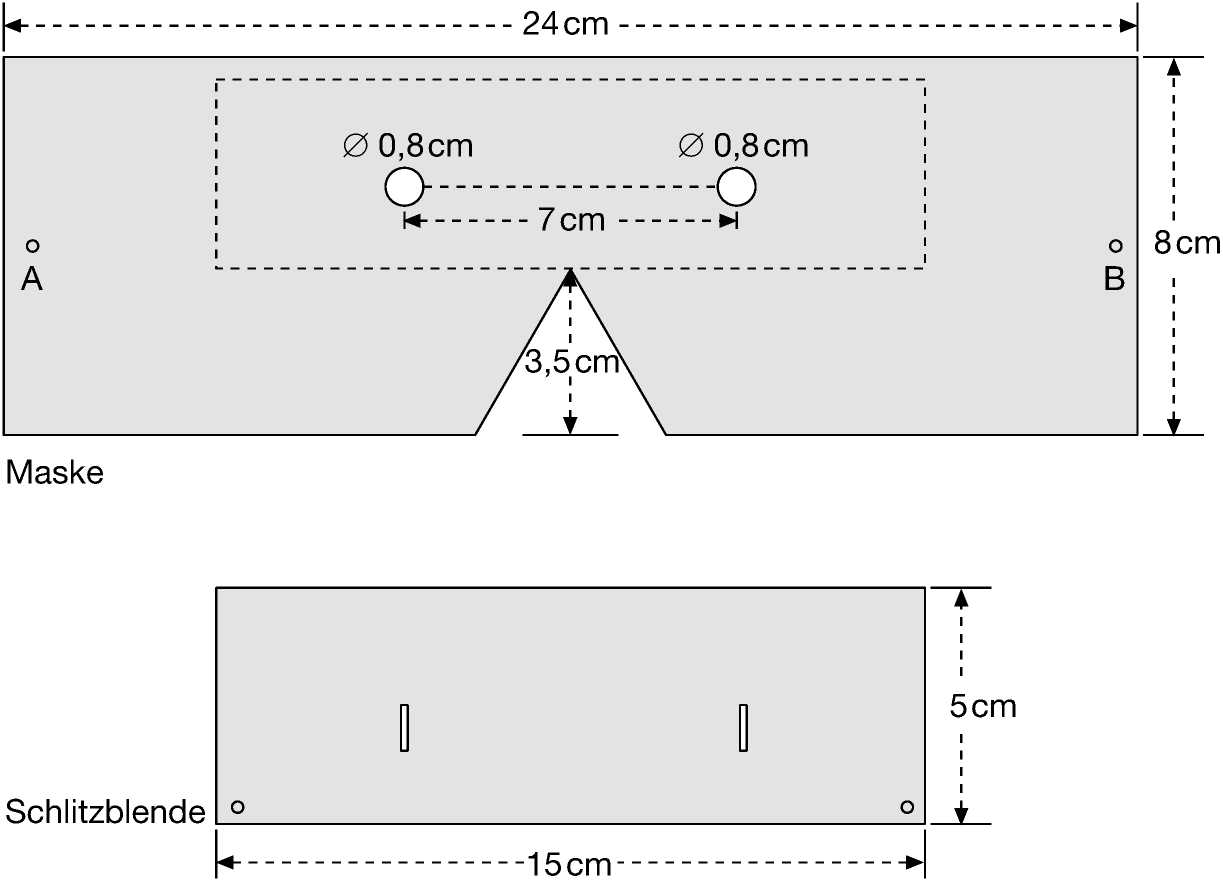 24 cm
∅ 0,8 cm ∅ 0,8 cm
7 cm
A B
8 cm
3,5 cm
Maske
5 cm
Schlitzblende
15 cm